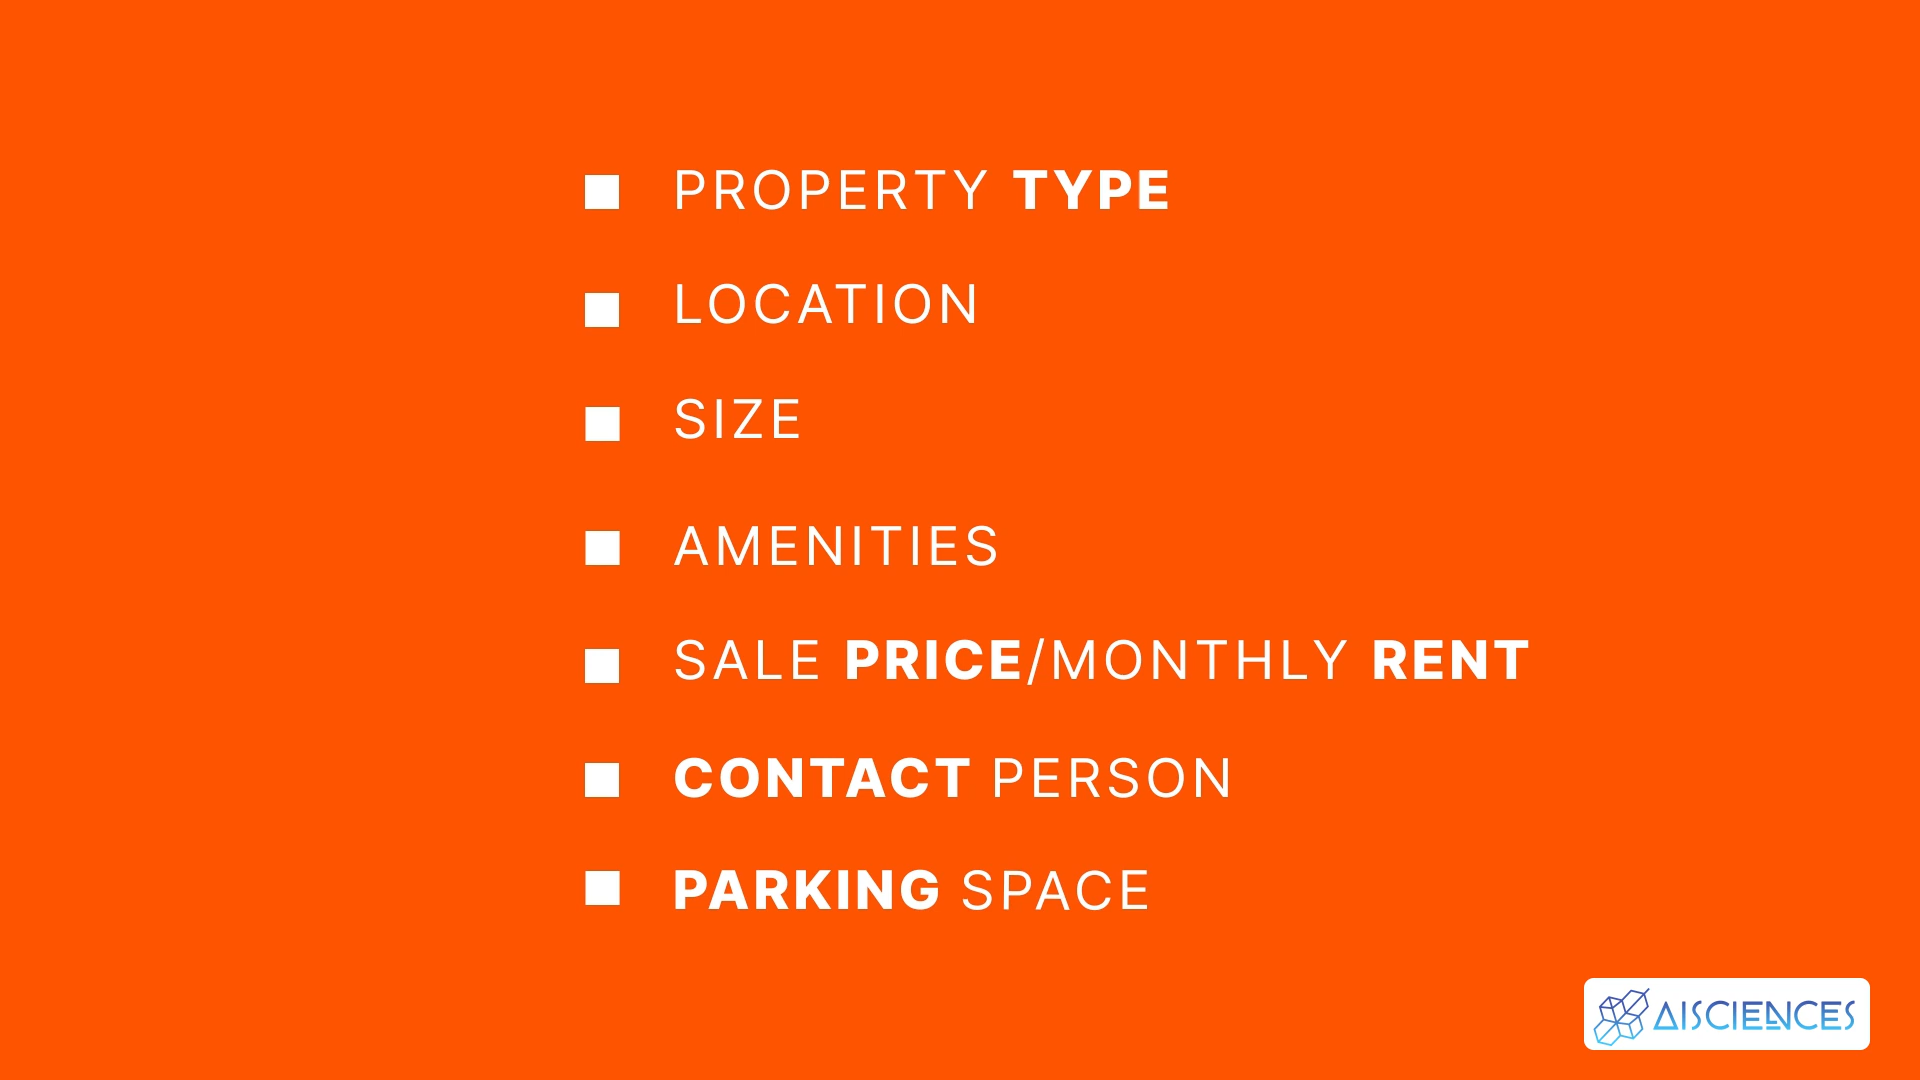 PROPERTY TYPE
LOCATION
SIZE
AMENITIES
SALE PRICE/MONTHLY RENT
CONTACT PERSON
PARKING SPACE
AISCIENCES